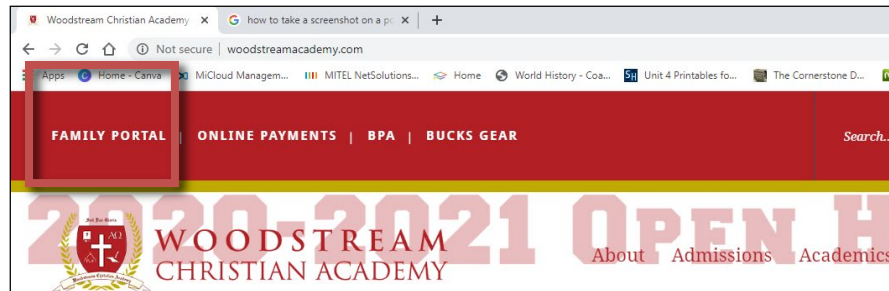 Woodstream Christian Academy
how to take a screenshot on a pc
Not secure | woodstreamacademy.com
Apps Home - Canva MiCloud Managem... MITEL NetSolutions... Home World History - Coa... SH Unit 4 Printables fo... The Cornerstone D...
FAMILY PORTAL | ONLINE PAYMENTS | BPA | BUCKS GEAR Search..
2020-2021 OPEN H
WOODSTREAM
CHRISTIAN ACADEMY
About Admissions Academics